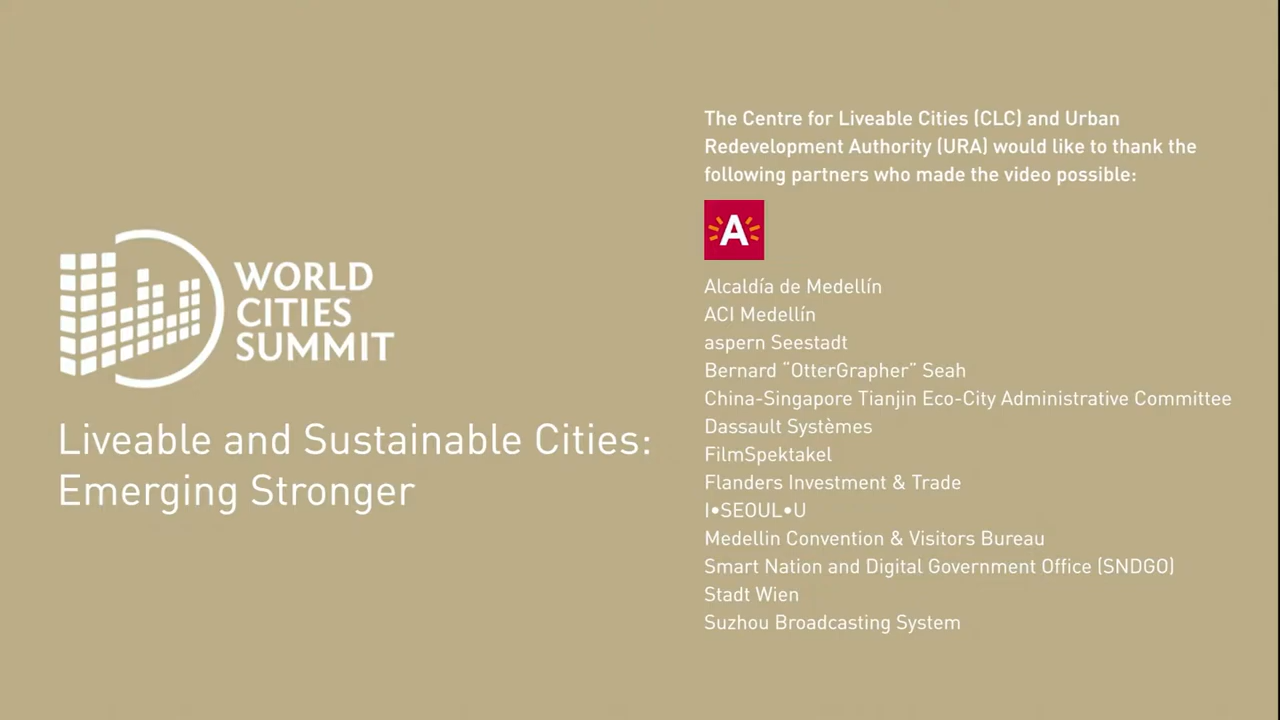 WORLD
CITIES
SUMMIT
Liveable and Sustainable Cities:
Emerging Stronger
The Centre for Liveable Cities (CLC) and Urban
Redevelopment Authority (URA) would like to thank the
following partners who made the video possible:
A
Alcaldía de Medellín
ACI Medellín
aspern Seestadt
Bernard “OtterGrapher” Seah
China-Singapore Tianjin Eco-City Administrative Committee
Dassault Systèmes
FilmSpektakel
Flanders Investment & Trade
I•SEOUL•U
Medellin Convention & Visitors Bureau
Smart Nation and Digital Government Office (SNDGO)
Stadt Wien
Suzhou Broadcasting System